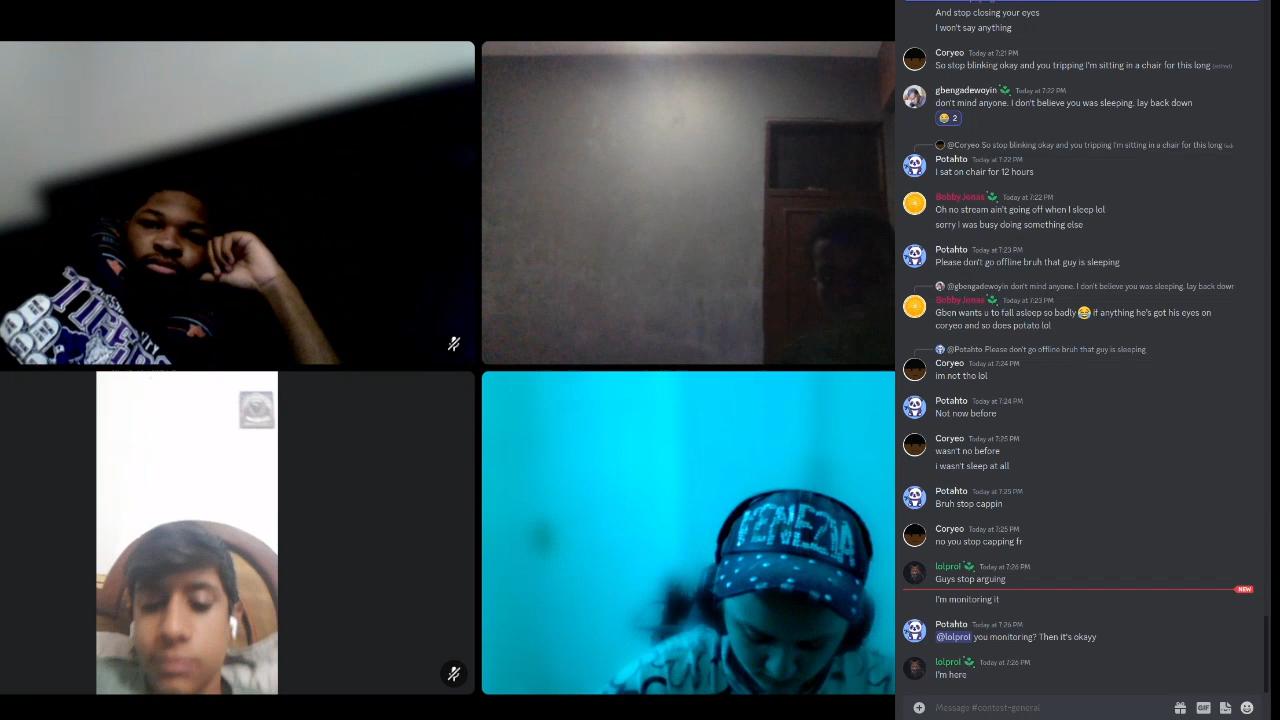 And stop closing your eyes
I won't say anything
Coryeo Today at 7:21 PM
So stop blinking okay and you tripping I'm sitting in a chair for this long (edited)
gbengadewoyin Today at 7:22 PM
don't mind anyone. I don't believe you was sleeping. lay back down
😂 2
@Coryeo So stop blinking okay and you tripping I'm sitting in a chair for this long
Potahto Today at 7:22 PM
I sat on chair for 12 hours
Bobby Jonas Today at 7:22 PM
Oh no stream ain't going off when I sleep lol
sorry I was busy doing something else
Potahto Today at 7:23 PM
Please don't go offline bruh that guy is sleeping
@gbengadewoyin don't mind anyone. I don't believe you was sleeping. lay back down
Bobby Jonas Today at 7:23 PM
Gben wants u to fall asleep so badly 😂 if anything he's got his eyes on
coryeo and so does potato lol
@Potahto Please don't go offline bruh that guy is sleeping
Coryeo Today at 7:24 PM
im not tho lol
Potahto Today at 7:24 PM
Not now before
Coryeo Today at 7:25 PM
wasn't no before
i wasn't sleep at all
Potahto Today at 7:25 PM
Bruh stop cappin
Coryeo Today at 7:25 PM
no you stop capping fr
lolprol Today at 7:26 PM
Guys stop arguing
NEW
I'm monitoring it
Potahto Today at 7:26 PM
@lolprol you monitoring? Then it's okayy
lolprol Today at 7:26 PM
I'm here
Message #contest-general
GIF
VENEZIA